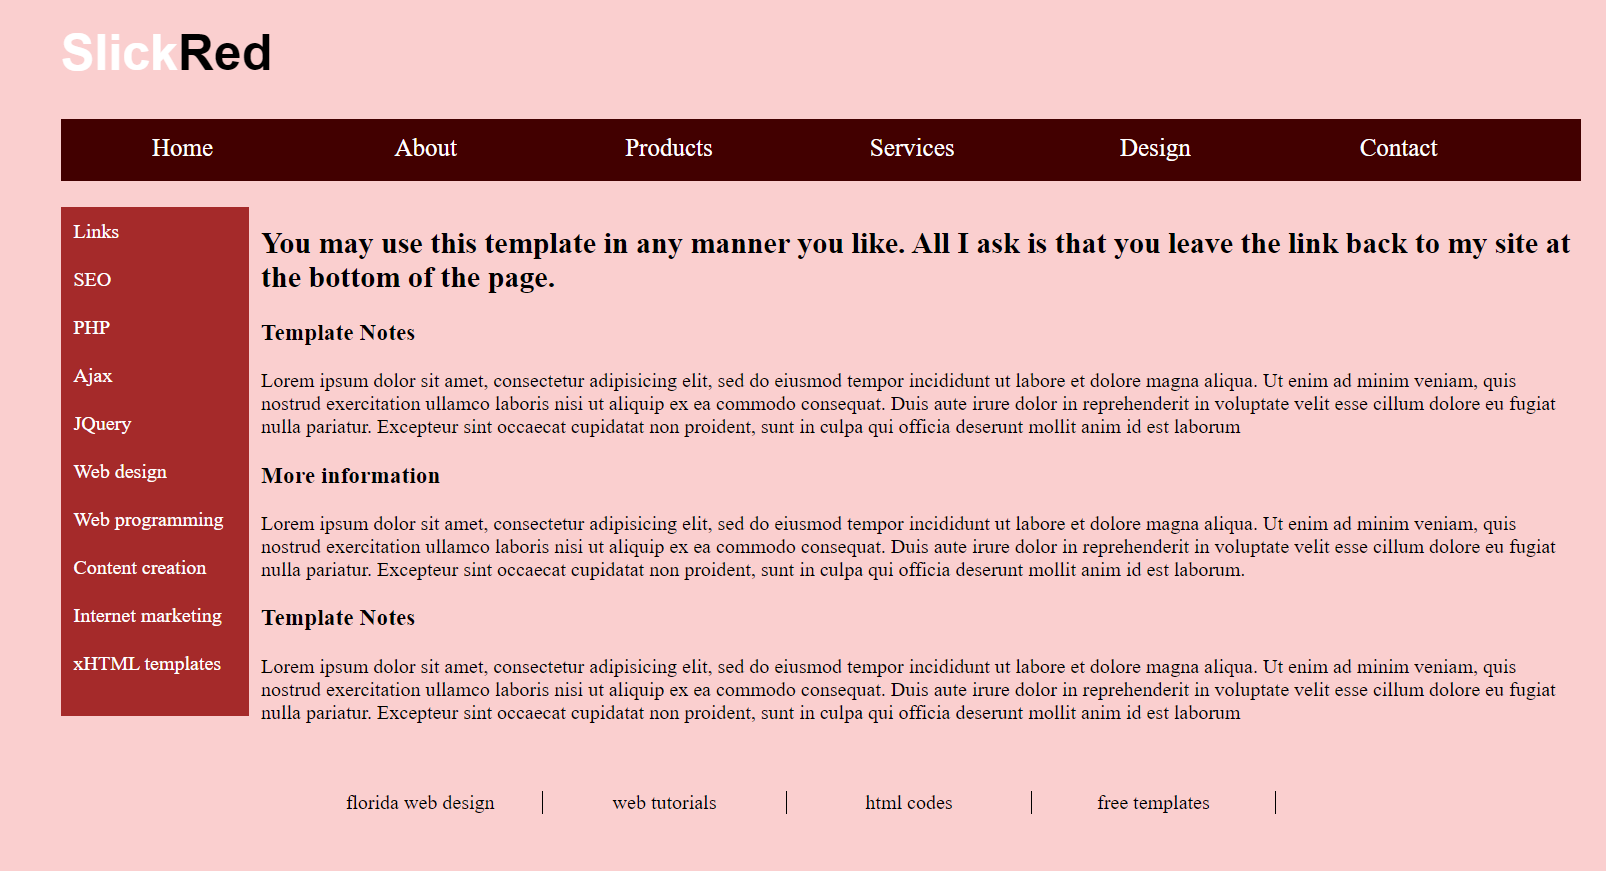 SlickRed
Home About Products Services Design Contact
Links
SEO
PHP
Ajax
JQuery
Web design
Web programming
Content creation
Internet marketing
xHTML templates
You may use this template in any manner you like. All I ask is that you leave the link back to my site at
the bottom of the page.
Template Notes
Lorem ipsum dolor sit amet, consectetur adipisicing elit, sed do eiusmod tempor incididunt ut labore et dolore magna aliqua. Ut enim ad minim veniam, quis
nostrud exercitation ullamco laboris nisi ut aliquip ex ea commodo consequat. Duis aute irure dolor in reprehenderit in voluptate velit esse cillum dolore eu fugiat
nulla pariatur. Excepteur sint occaecat cupidatat non proident, sunt in culpa qui officia deserunt mollit anim id est laborum
More information
Lorem ipsum dolor sit amet, consectetur adipisicing elit, sed do eiusmod tempor incididunt ut labore et dolore magna aliqua. Ut enim ad minim veniam, quis
nostrud exercitation ullamco laboris nisi ut aliquip ex ea commodo consequat. Duis aute irure dolor in reprehenderit in voluptate velit esse cillum dolore eu fugiat
nulla pariatur. Excepteur sint occaecat cupidatat non proident, sunt in culpa qui officia deserunt mollit anim id est laborum.
Template Notes
Lorem ipsum dolor sit amet, consectetur adipisicing elit, sed do eiusmod tempor incididunt ut labore et dolore magna aliqua. Ut enim ad minim veniam, quis
nostrud exercitation ullamco laboris nisi ut aliquip ex ea commodo consequat. Duis aute irure dolor in reprehenderit in voluptate velit esse cillum dolore eu fugiat
nulla pariatur. Excepteur sint occaecat cupidatat non proident, sunt in culpa qui officia deserunt mollit anim id est laborum
florida web design web tutorials html codes free templates